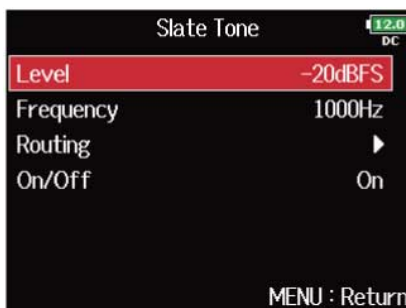 Slate Tone
12.0
DC
Level -20dBFS
Frequency 1000Hz
Routing ▶
On/Off On
MENU : Return